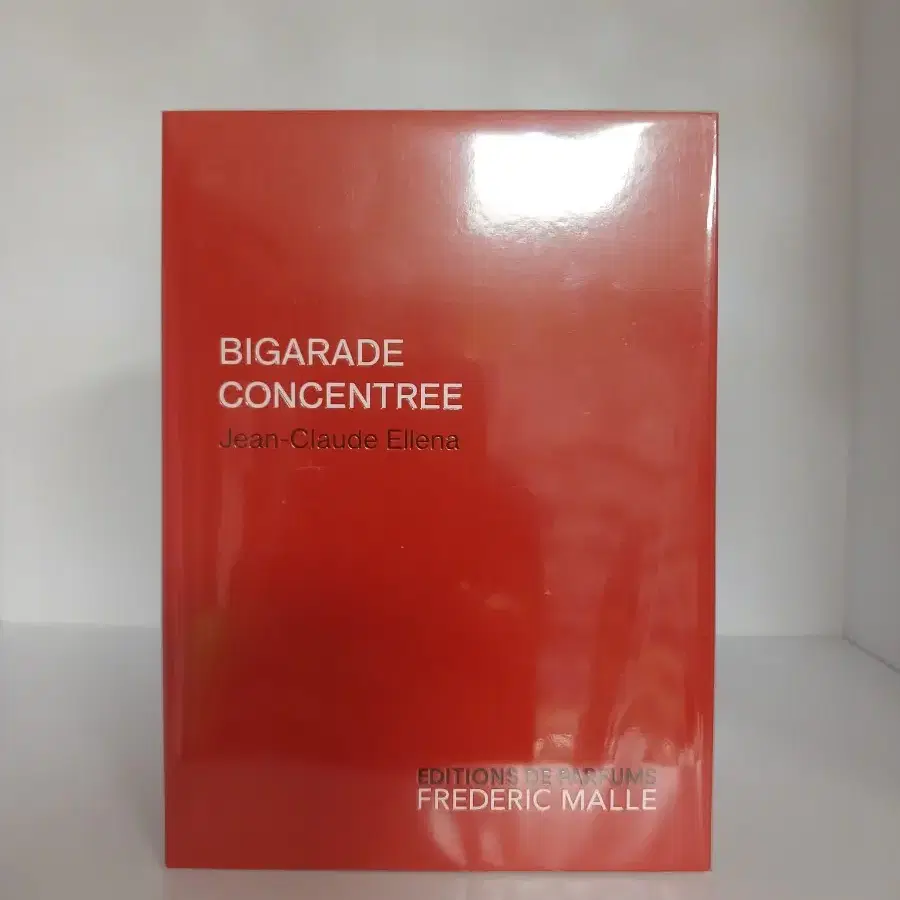 BIGARADE
CONCENTREE
Jean-Claude Ellena
EDITIONS DE PARFUMS
FREDERIC MALLE